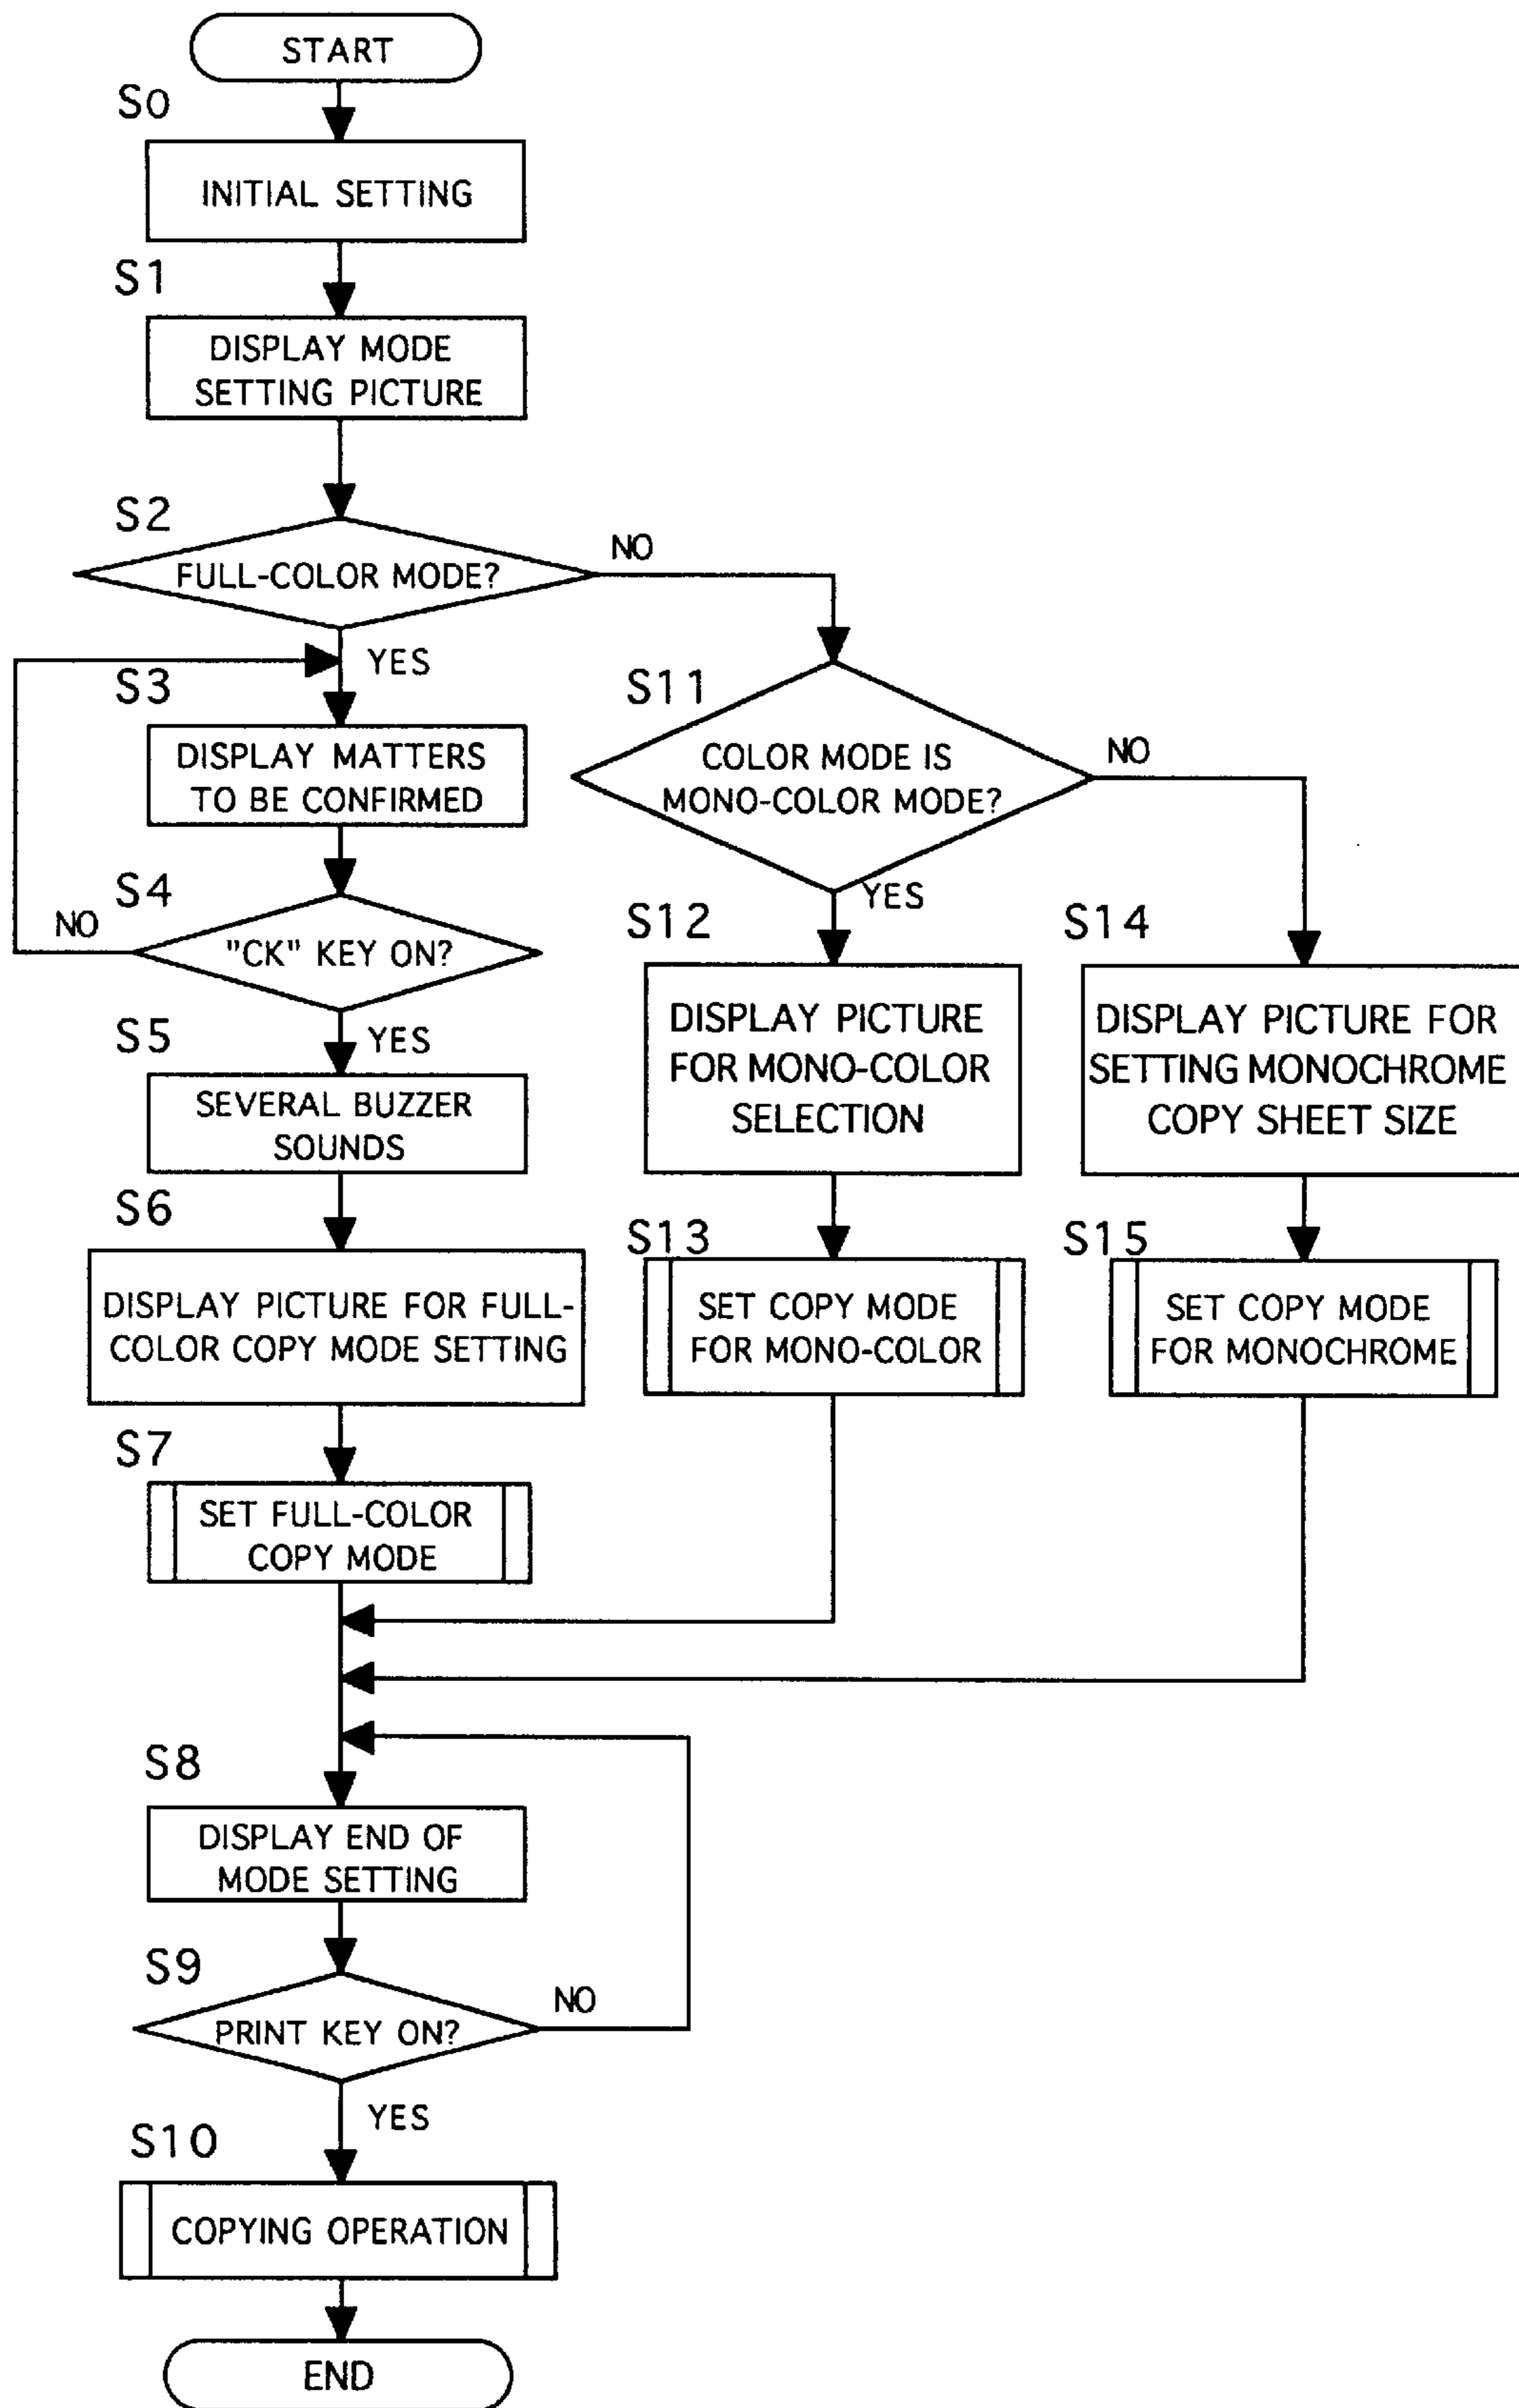 START
S0
INITIAL SETTING
S1
DISPLAY MODE
SETTING PICTURE
S2
FULL-COLOR MODE?
NO
YES
S3
DISPLAY MATTERS
TO BE CONFIRMED
S4
NO
"CK" KEY ON?
YES
S5
SEVERAL BUZZER
SOUNDS
S6
DISPLAY PICTURE FOR FULL-
COLOR COPY MODE SETTING
S7
SET FULL-COLOR
COPY MODE
S11
COLOR MODE IS
MONO-COLOR MODE?
NO
YES
S12
DISPLAY PICTURE
FOR MONO-COLOR
SELECTION
S13
SET COPY MODE
FOR MONO-COLOR
S14
DISPLAY PICTURE FOR
SETTING MONOCHROME
COPY SHEET SIZE
S15
SET COPY MODE
FOR MONOCHROME
S8
DISPLAY END OF
MODE SETTING
S9
PRINT KEY ON?
NO
YES
S10
COPYING OPERATION
END